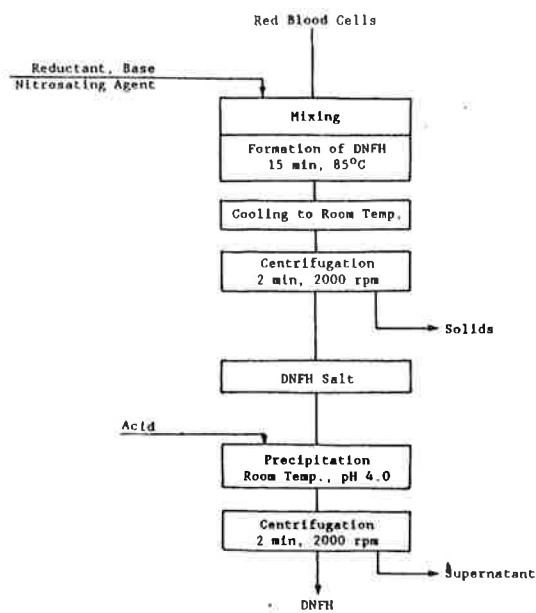 Red Blood Cells
Reductant, Base
Nitrosating Agent
Mixing
Formation of DNFH
15 min, 85°C
Cooling to Room Temp.
Centrifugation
2 min, 2000 rpm
Solids
DNFH Salt
Acid
Precipitation
Room Temp., pH 4.0
Centrifugation
2 min, 2000 rpm
Supernatant
DNFH